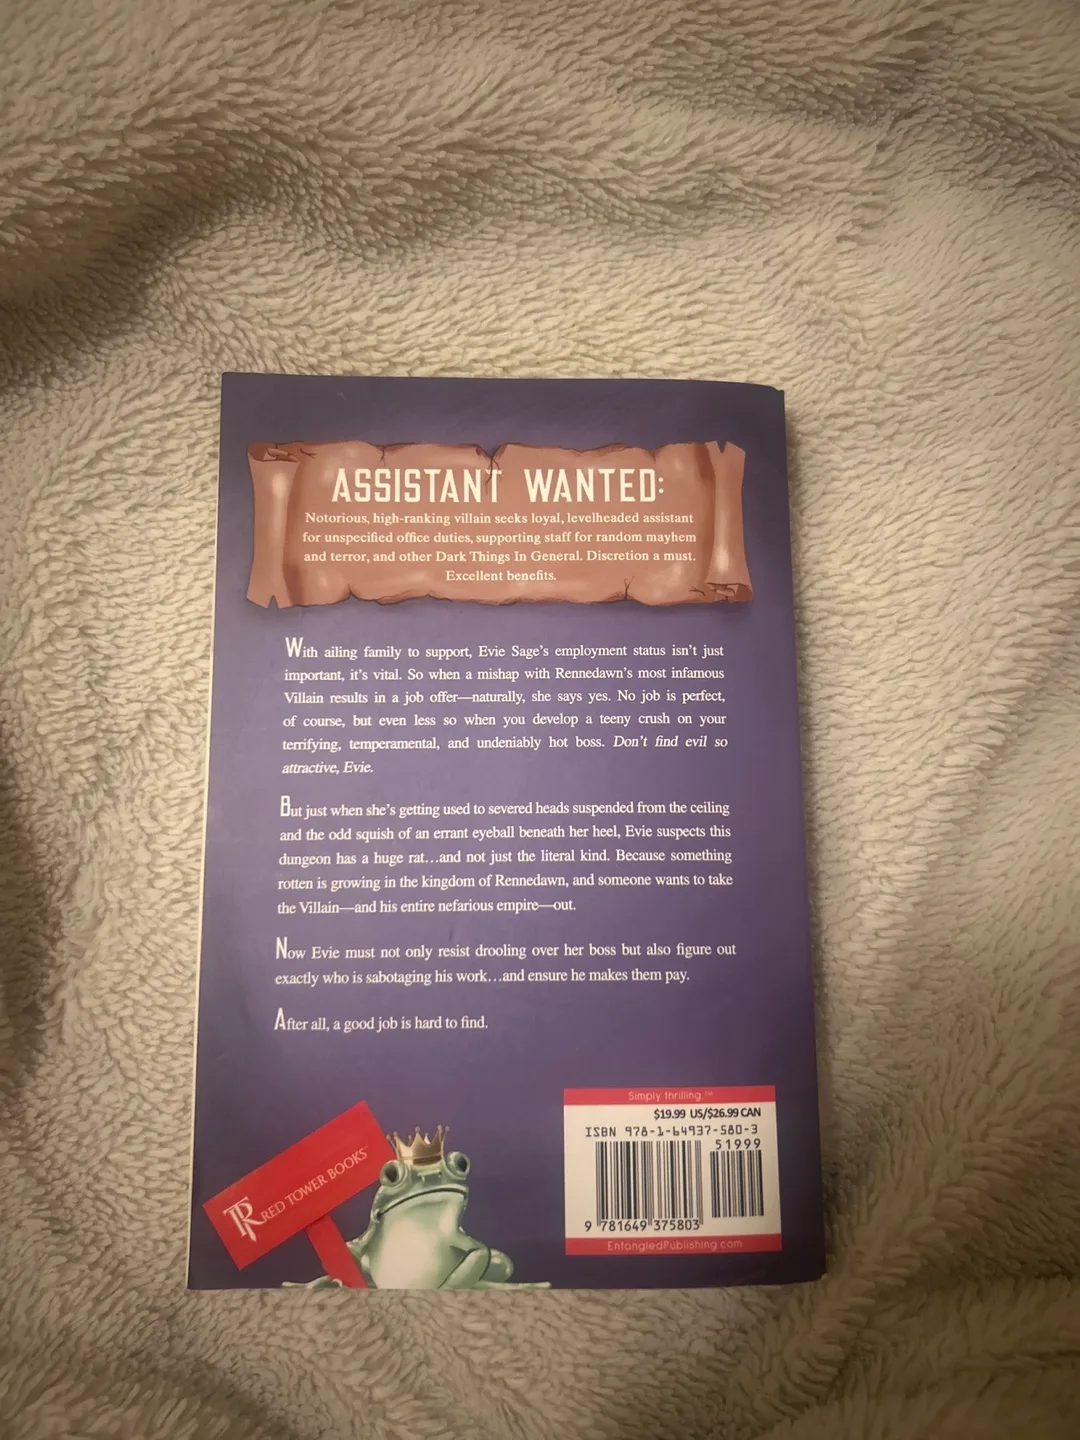 ASSISTANT WANTED:
Notorious, high-ranking villain seeks loyal, levelheaded assistant
for unspecified office duties, supporting staff for random mayhem
and terror, and other Dark Things In General. Discretion a must.
Excellent benefits.
With ailing family to support, Evie Sage’s employment status isn’t just
important, it’s vital. So when a mishap with Rennedawn’s most infamous
Villain results in a job offer—naturally, she says yes. No job is perfect,
of course, but even less so when you develop a teeny crush on your
terrifying, temperamental, and undeniably hot boss. Don’t find evil so
attractive, Evie.
But just when she’s getting used to severed heads suspended from the ceiling
and the odd squish of an errant eyeball beneath her heel, Evie suspects this
dungeon has a huge rat…and not just the literal kind. Because something
rotten is growing in the kingdom of Rennedawn, and someone wants to take
the Villain—and his entire nefarious empire—out.
Now Evie must not only resist drooling over her boss but also figure out
exactly who is sabotaging his work…and ensure he makes them pay.
After all, a good job is hard to find.
TR RED TOWER BOOKS™
Simply thrilling.™
$19.99 US/$26.99 CAN
ISBN 978-1-64937-580-3
51999
9 781649 375803
EntangledPublishing.com